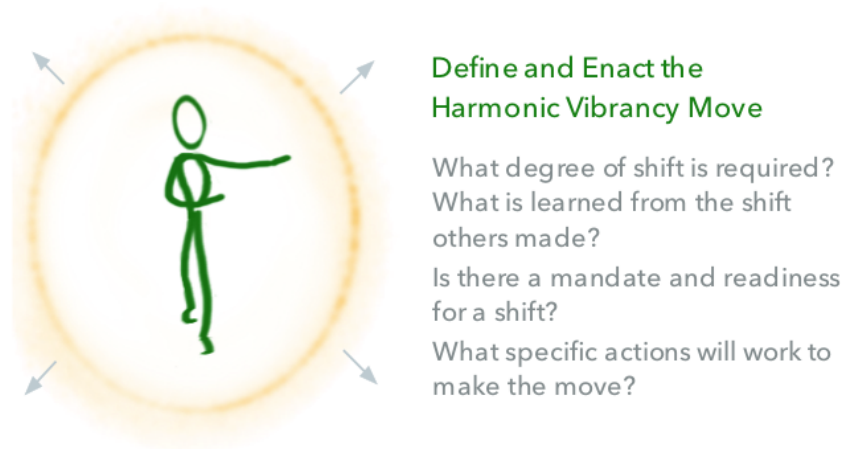 Define and Enact the
Harmonic Vibrancy Move
What degree of shift is required?
What is learned from the shift
others made?
Is there a mandate and readiness
for a shift?
What specific actions will work to
make the move?